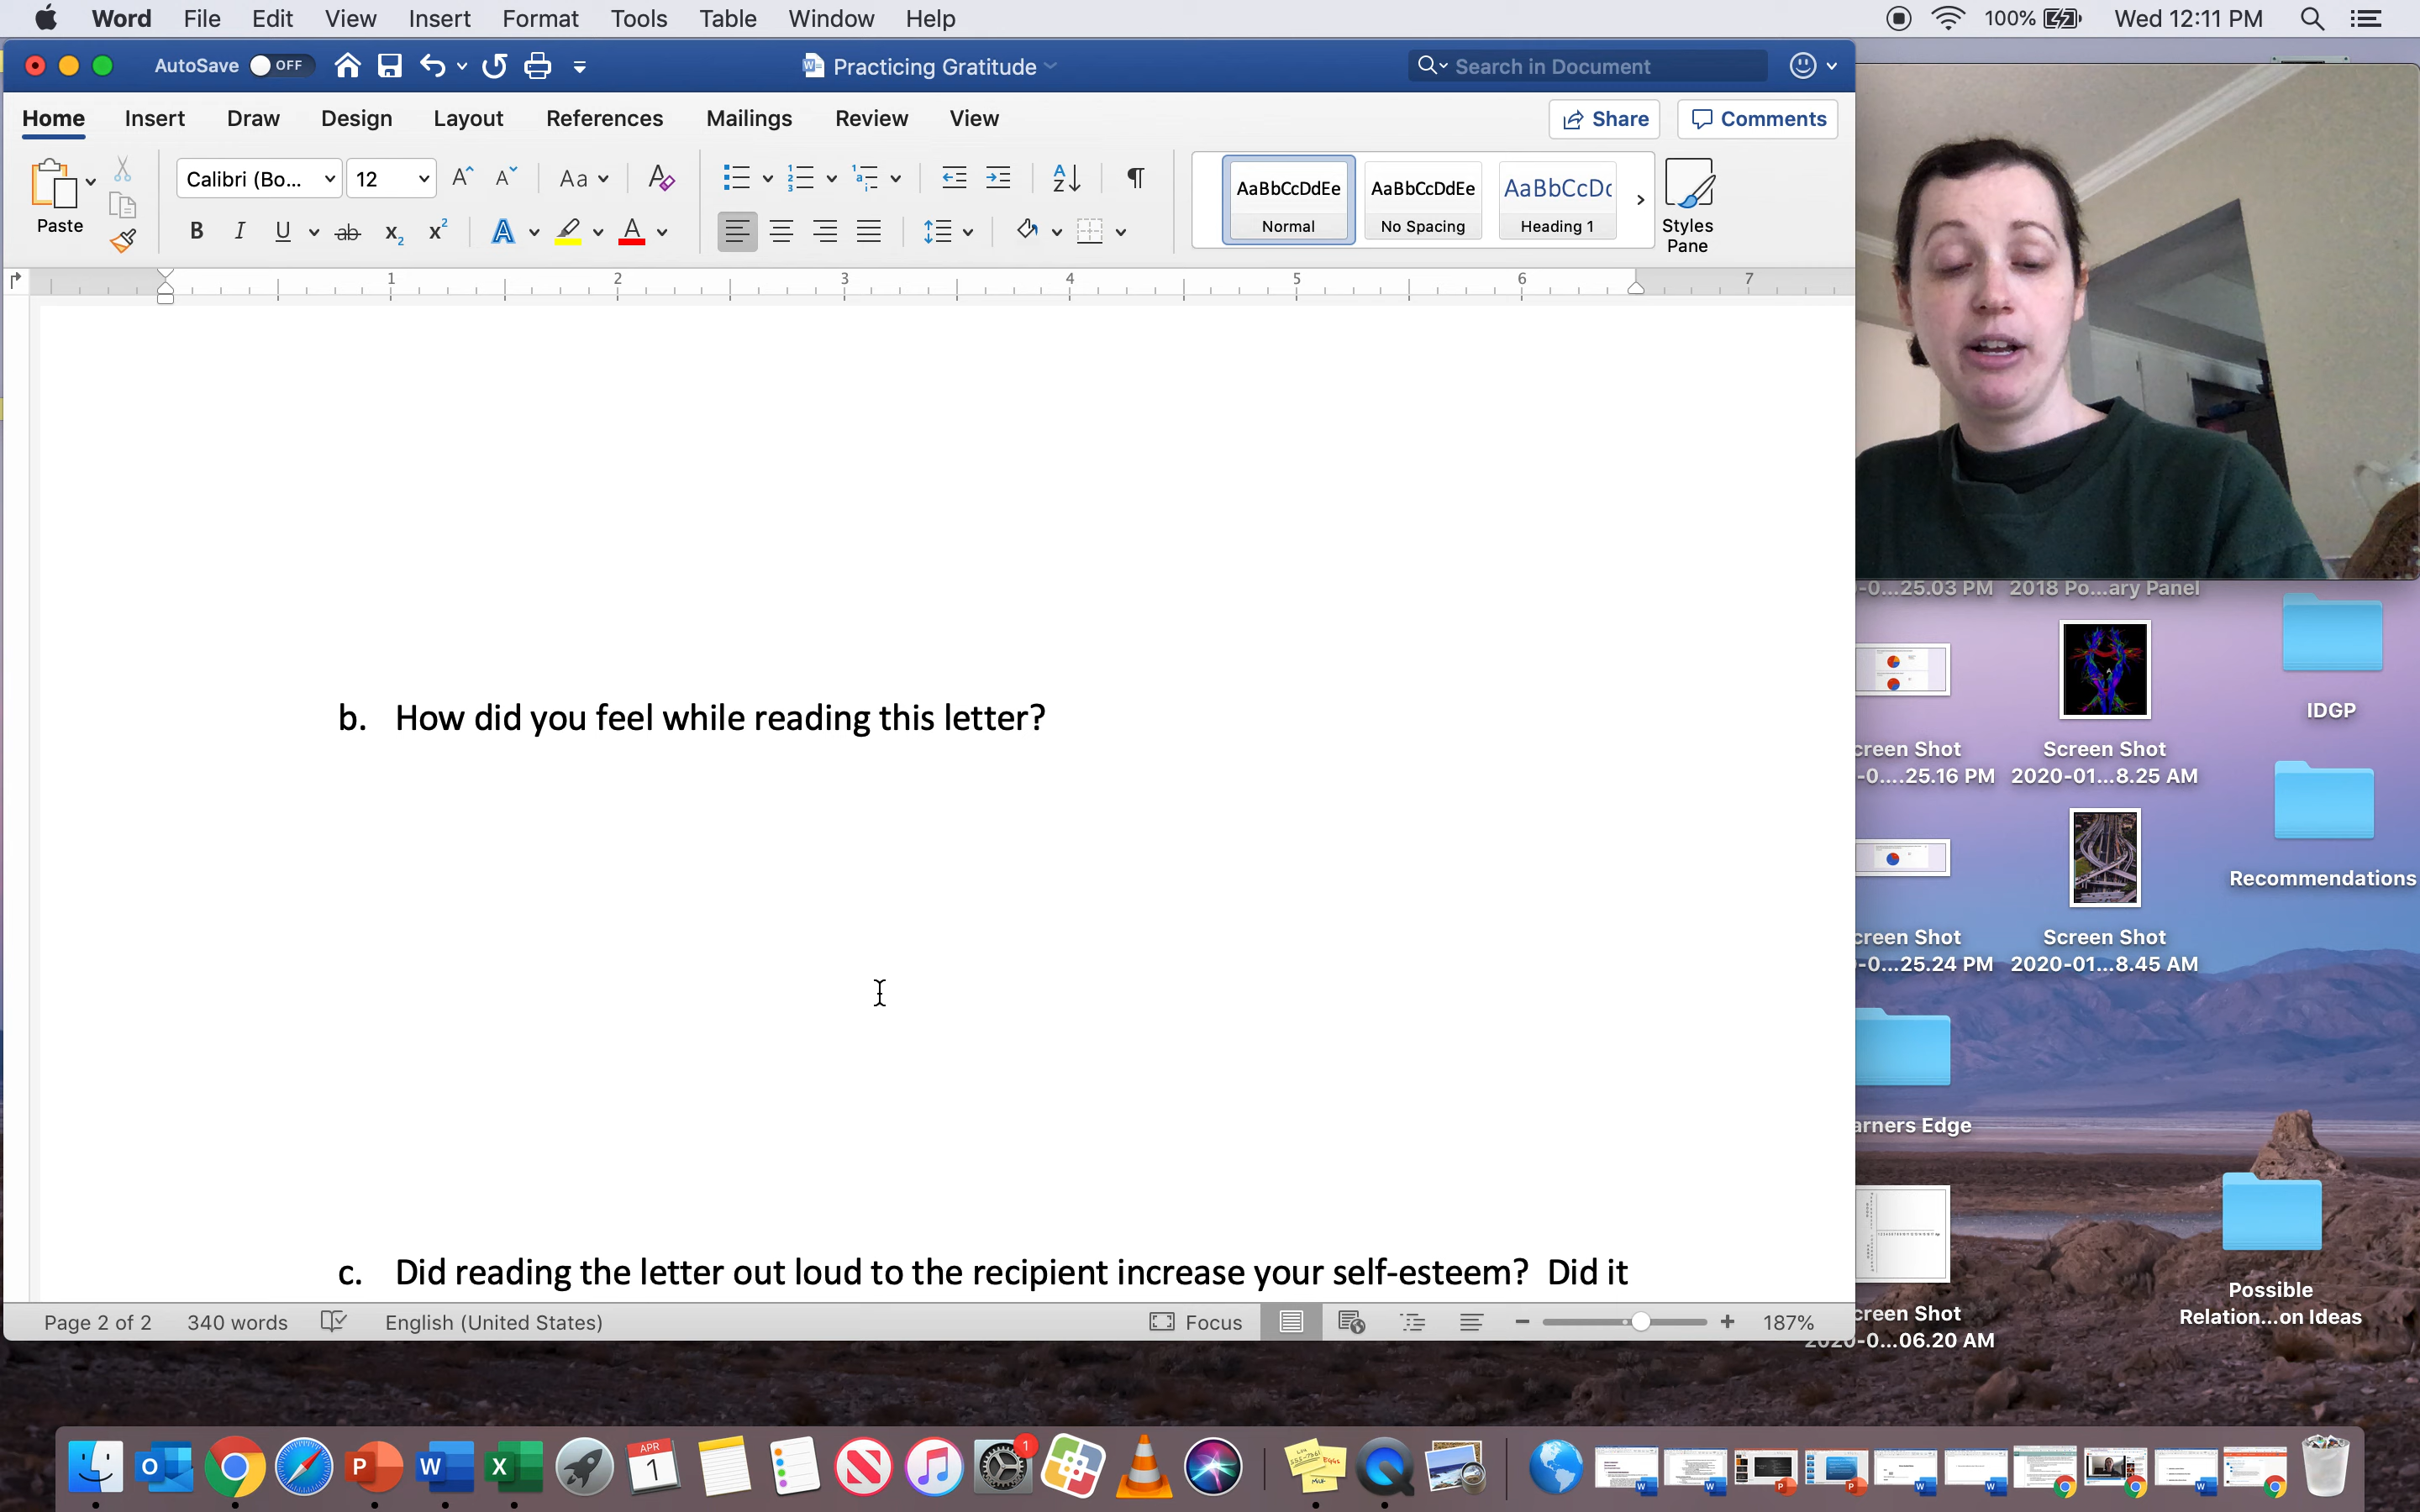 Word File Edit View Insert Format Tools Table Window Help 100% Wed 12:11 PM
AutoSave OFF Practicing Gratitude Search in Document
Home Insert Draw Design Layout References Mailings Review View Share Comments
Paste
Calibri (Bo... 12 Aa
AaBbCcDdEe AaBbCcDdEe AaBbCcDc
Normal No Spacing Heading 1
Styles
Pane
1 2 3 4 5 6 7
b. How did you feel while reading this letter?
c. Did reading the letter out loud to the recipient increase your self-esteem? Did it
Page 2 of 2 340 words English (United States) Focus 187%
-0...25.03 PM 2018 Po...ary Panel
IDGP
creen Shot
-0....25.16 PM
Screen Shot
2020-01...8.25 AM
Recommendations
creen Shot
-0...25.24 PM
Screen Shot
2020-01...8.45 AM
arners Edge
Possible
Relation...on Ideas
creen Shot
2020-0...06.20 AM
APR
1
1